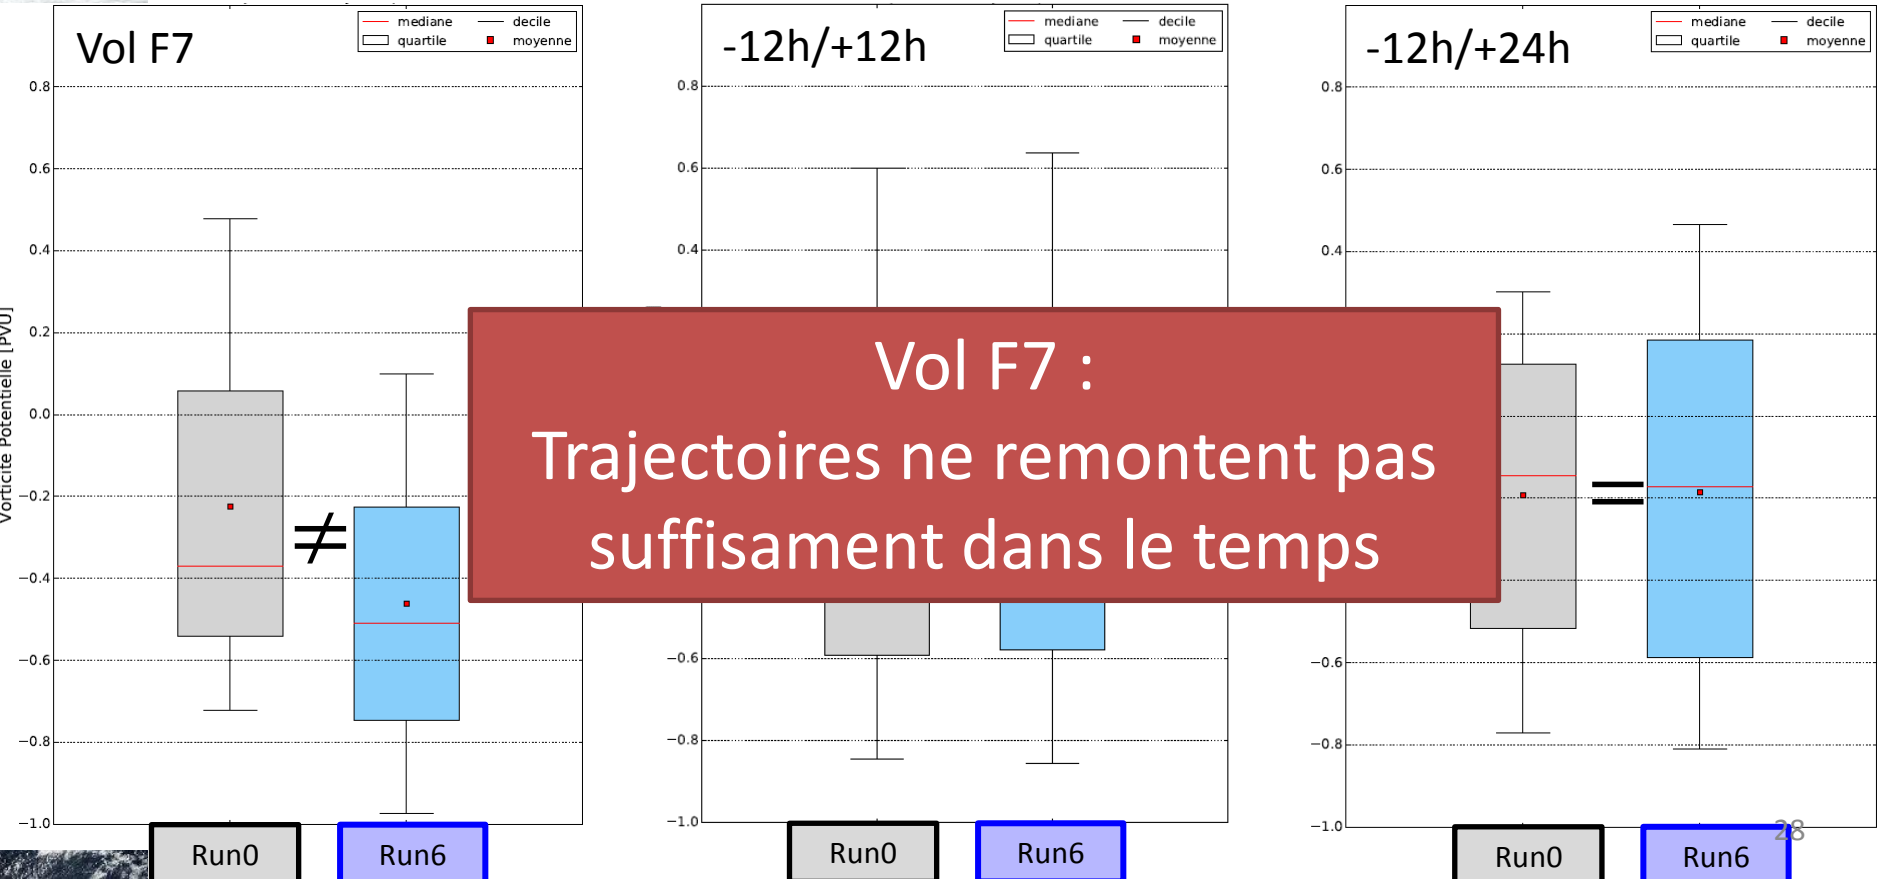 Vol F7
mediane
decile
quartile
moyenne
0.8
0.6
0.4
0.2
0.0
−0.2
−0.4
−0.6
−0.8
−1.0
Vorticite Potentielle [PVU]
≠
Run0
Run6
-12h/+12h
mediane
decile
quartile
moyenne
0.8
0.6
0.4
−0.6
−0.8
−1.0
Run0
Run6
-12h/+24h
mediane
decile
quartile
moyenne
0.8
0.6
0.4
−0.6
−0.8
−1.0
=
Run0
Run6
Vol F7 :
Trajectoires ne remontent pas
suffisament dans le temps
28